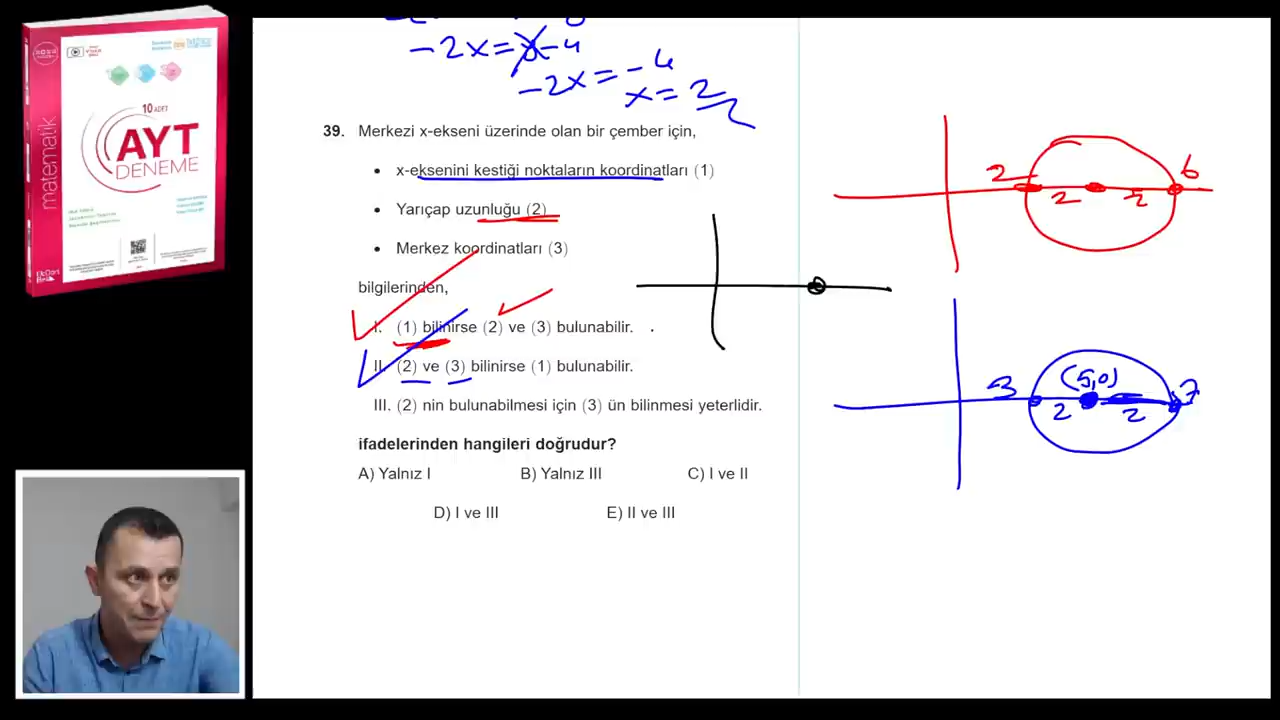 -2x=8-4
-2x=-4
x=2
39. Merkezi x-ekseni üzerinde olan bir çember için,
• x-eksenini kestiği noktaların koordinatları (1)
• Yarıçap uzunluğu (2)
• Merkez koordinatları (3)
bilgilerinden,
I. (1) bilinirse (2) ve (3) bulunabilir.
II. (2) ve (3) bilinirse (1) bulunabilir.
III. (2) nin bulunabilmesi için (3) ün bilinmesi yeterlidir.
ifadelerinden hangileri doğrudur?
A) Yalnız I B) Yalnız III C) I ve II
D) I ve III E) II ve III
2 6
2 2
(5,0)
3 7
2 2
matematik
10 ADET
AYT
DENEME